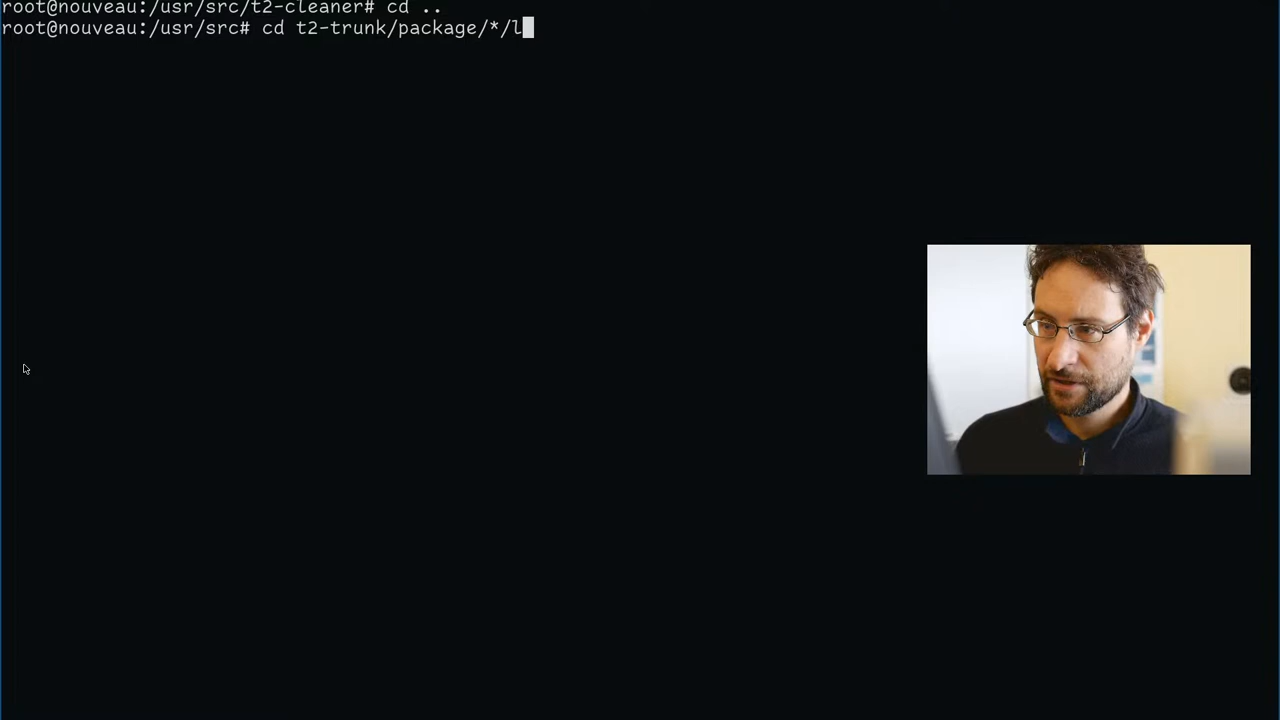 root@nouveau:/usr/src/t2-cleaner# cd ..
root@nouveau:/usr/src# cd t2-trunk/package/*/l